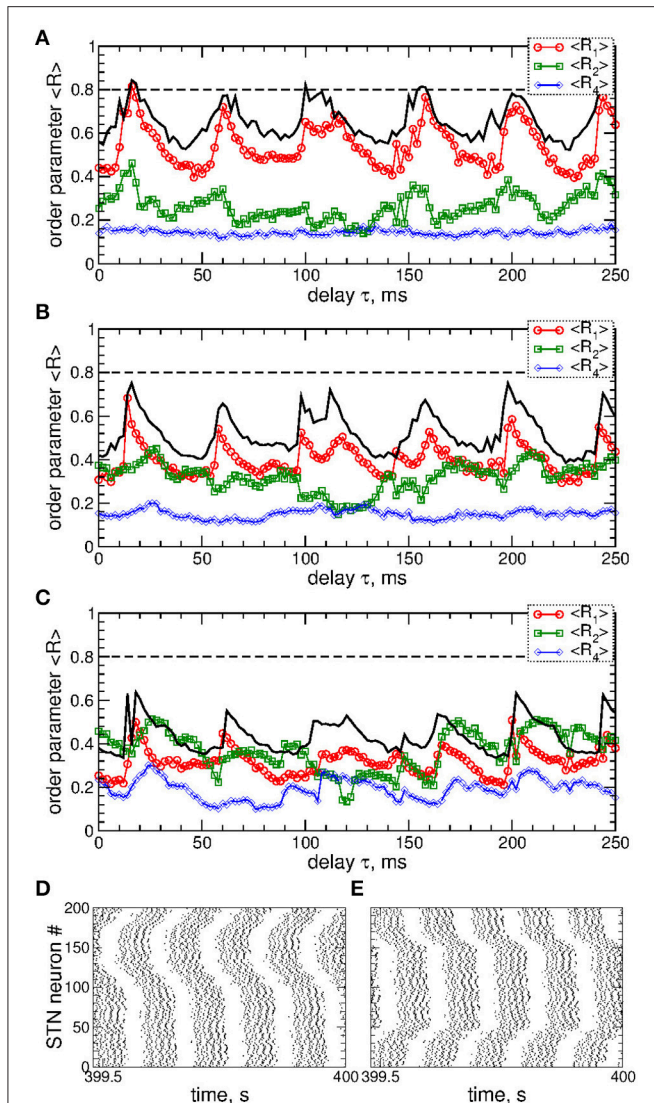 A
order parameter <R>
1
0.8
0.6
0.4
0.2
0
<R₁>
<R₂>
<R₄>
0 50 100 150 200 250
delay τ, ms
B
order parameter <R>
1
0.8
0.6
0.4
0.2
0
<R₁>
<R₂>
<R₄>
0 50 100 150 200 250
delay τ, ms
C
order parameter <R>
1
0.8
0.6
0.4
0.2
0
<R₁>
<R₂>
<R₄>
0 50 100 150 200 250
delay τ, ms
D
STN neuron #
200
150
100
50
0
399.5 400
time, s
E
399.5 400
time, s